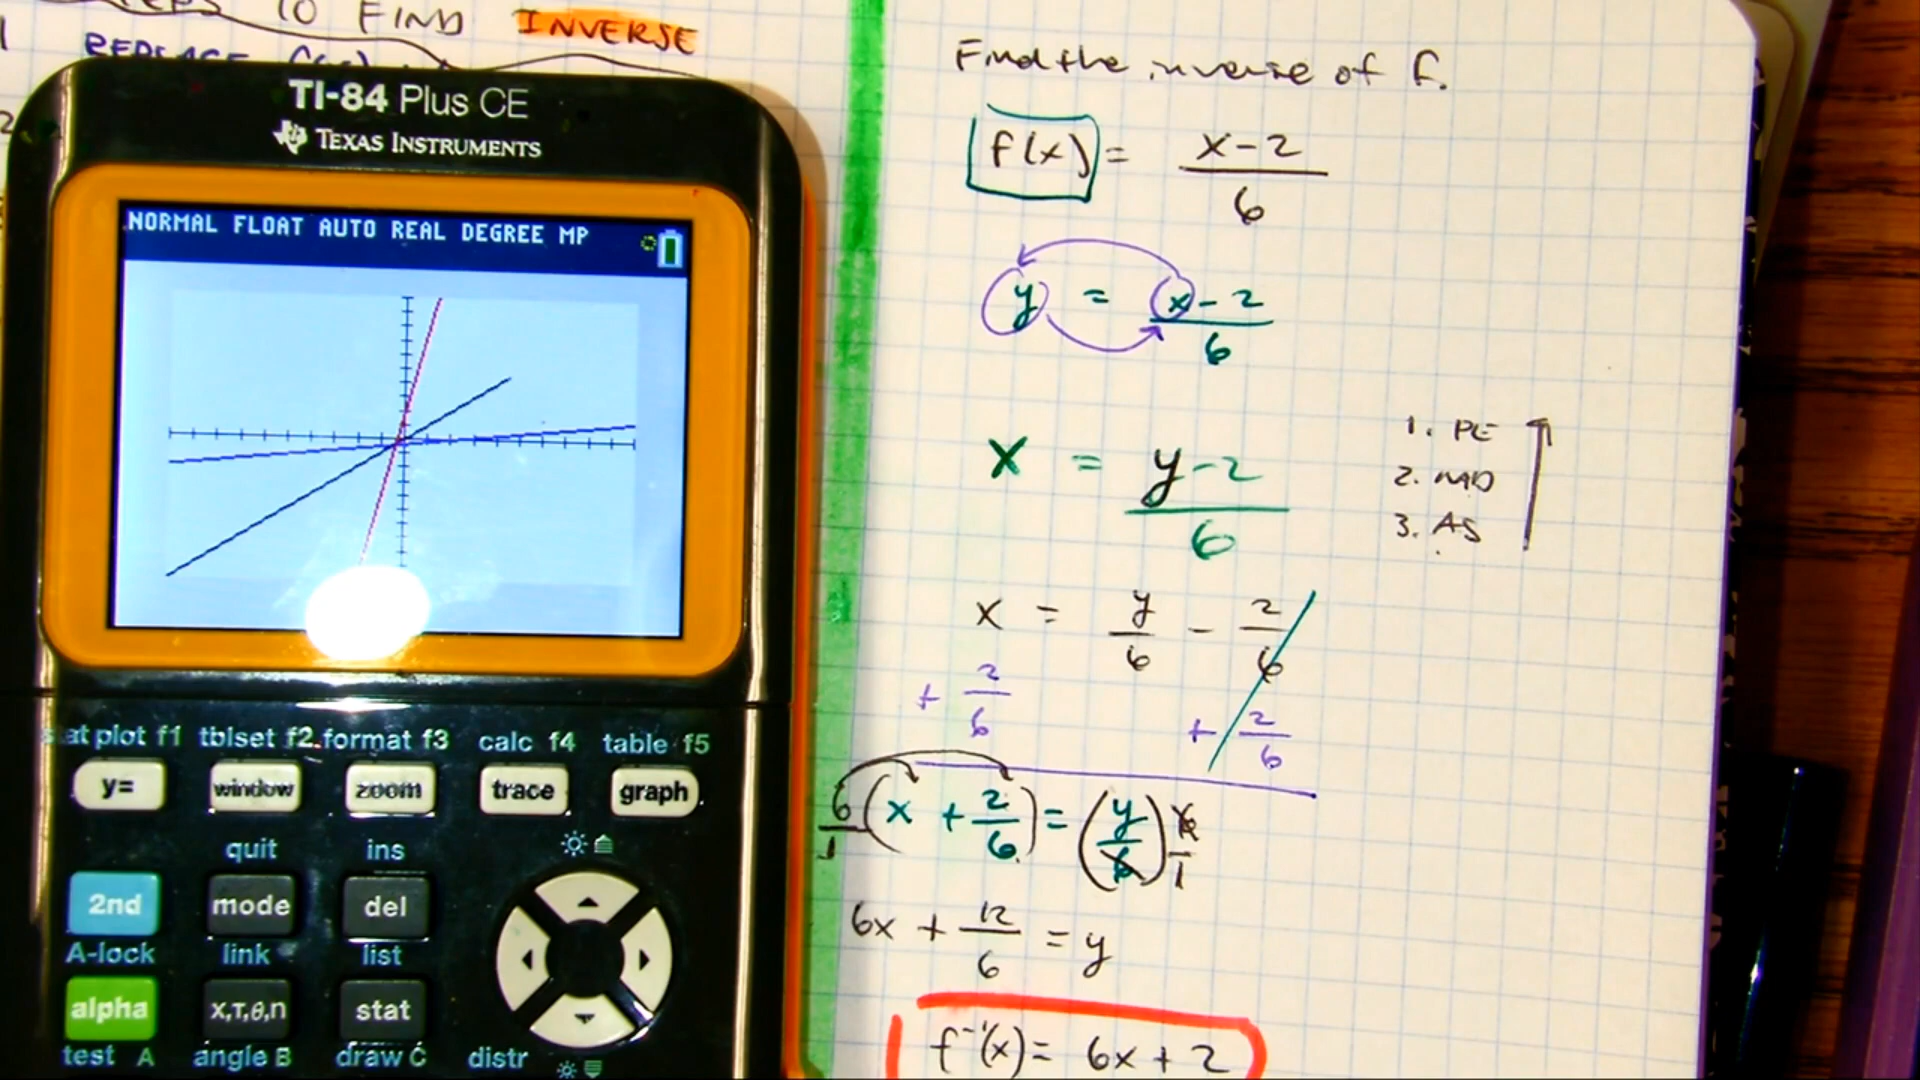 TO FIND INVERSE
REPLACE f(x)
TI-84 Plus CE
TEXAS INSTRUMENTS
NORMAL FLOAT AUTO REAL DEGREE MP
stat plot f1 tblset f2 format f3 calc f4 table f5
y= window zoom trace graph
quit ins
2nd mode del
A-lock link list
alpha x,T,θ,n stat
test A angle B draw C distr
Find the inverse of f.
f(x) = x-2
6
y = x-2
6
x = y-2
6
1. PE
2. MD
3. AS
x = y/6 - 2/6
+ 2/6 + 2/6
6/1 (x + 2/6) = (y/6) 6/1
6x + 12/6 = y
f⁻¹(x) = 6x + 2